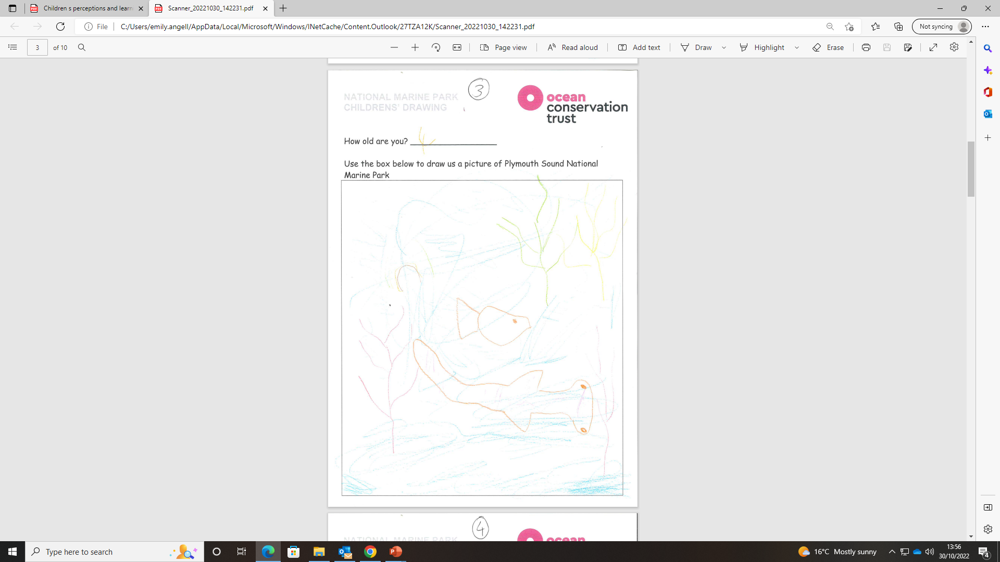 Children s perceptions and learni
Scanner_20221030_142231.pdf
File
C:/Users/emily.angell/AppData/Local/Microsoft/Windows/INetCache/Content.Outlook/27TZA12K/Scanner_20221030_142231.pdf
Not syncing
3 of 10
Page view
Read aloud
Add text
Draw
Highlight
Erase
3
NATIONAL MARINE PARK
CHILDRENS' DRAWING
ocean
conservation
trust
How old are you? 4
Use the box below to draw us a picture of Plymouth Sound National
Marine Park
4
NATIONAL MARINE PARK
ocean
Type here to search
16°C Mostly sunny
13:56
30/10/2022
4